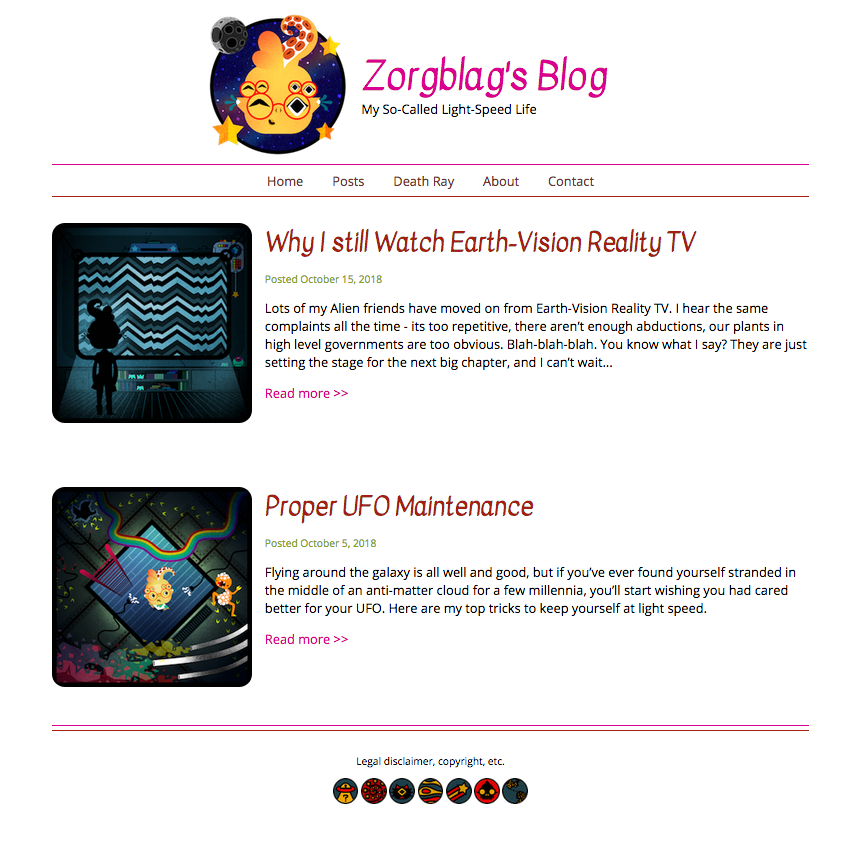 Zorgblag's Blog
My So-Called Light-Speed Life
Home Posts Death Ray About Contact
Why I still Watch Earth-Vision Reality TV
Posted October 15, 2018
Lots of my Alien friends have moved on from Earth-Vision Reality TV. I hear the same
complaints all the time - its too repetitive, there aren’t enough abductions, our plants in
high level governments are too obvious. Blah-blah-blah. You know what I say? They are just
setting the stage for the next big chapter, and I can’t wait...
Read more >>
Proper UFO Maintenance
Posted October 5, 2018
Flying around the galaxy is all well and good, but if you’ve ever found yourself stranded in
the middle of an anti-matter cloud for a few millennia, you’ll start wishing you had cared
better for your UFO. Here are my top tricks to keep yourself at light speed.
Read more >>
Legal disclaimer, copyright, etc.
?